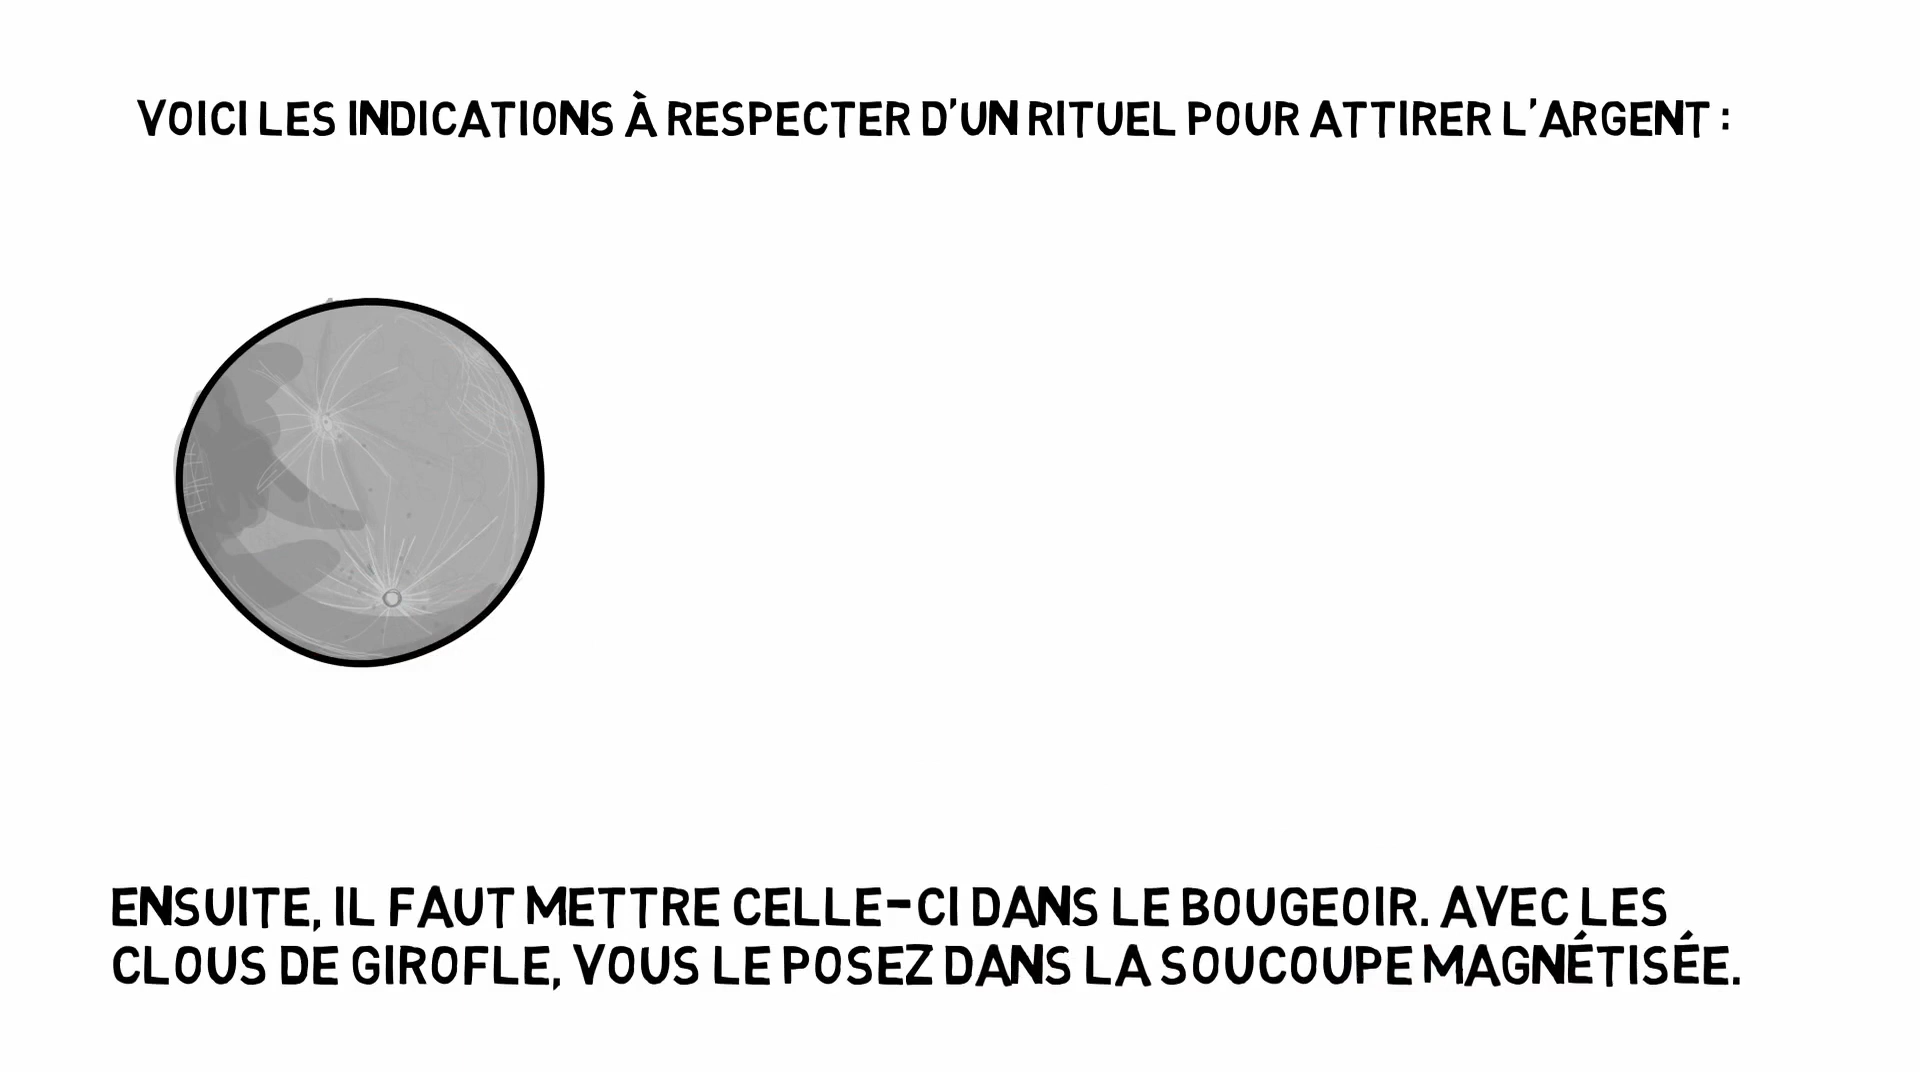 VOICI LES INDICATIONS À RESPECTER D'UN RITUEL POUR ATTIRER L'ARGENT :
ENSUITE, IL FAUT METTRE CELLE-CI DANS LE BOUGEOIR. AVEC LES
CLOUS DE GIROFLE, VOUS LE POSEZ DANS LA SOUCOUPE MAGNÉTISÉE.